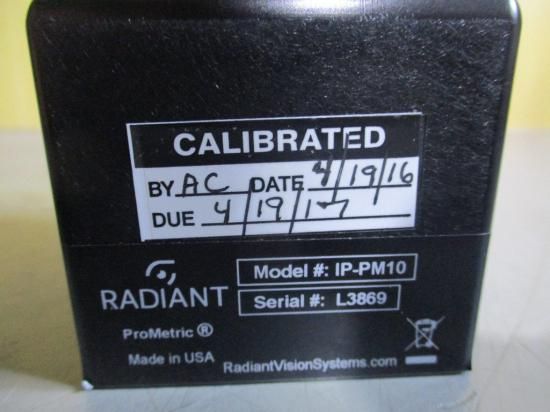 CALIBRATED
BY AC DATE 4/19/16
DUE 4/19/17
RADIANT
Model #: IP-PM10
Serial #: L3869
ProMetric®
Made in USA
RadiantVisionSystems.com